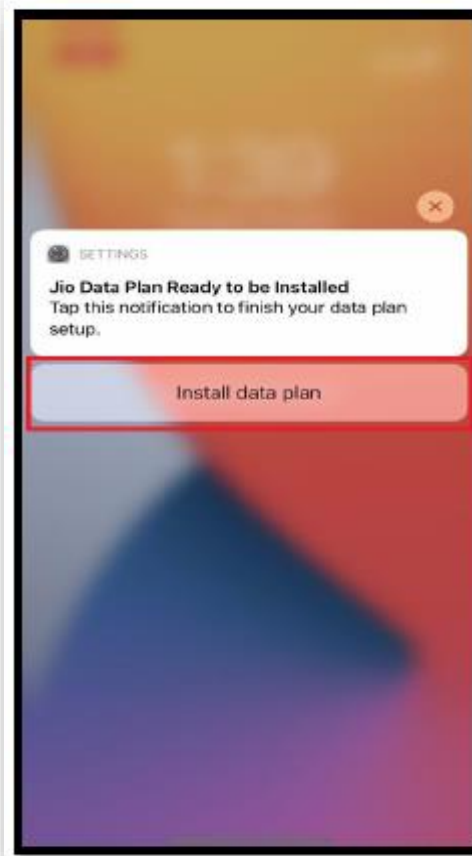 SETTINGS
Jio Data Plan Ready to be Installed
Tap this notification to finish your data plan
setup.
Install data plan